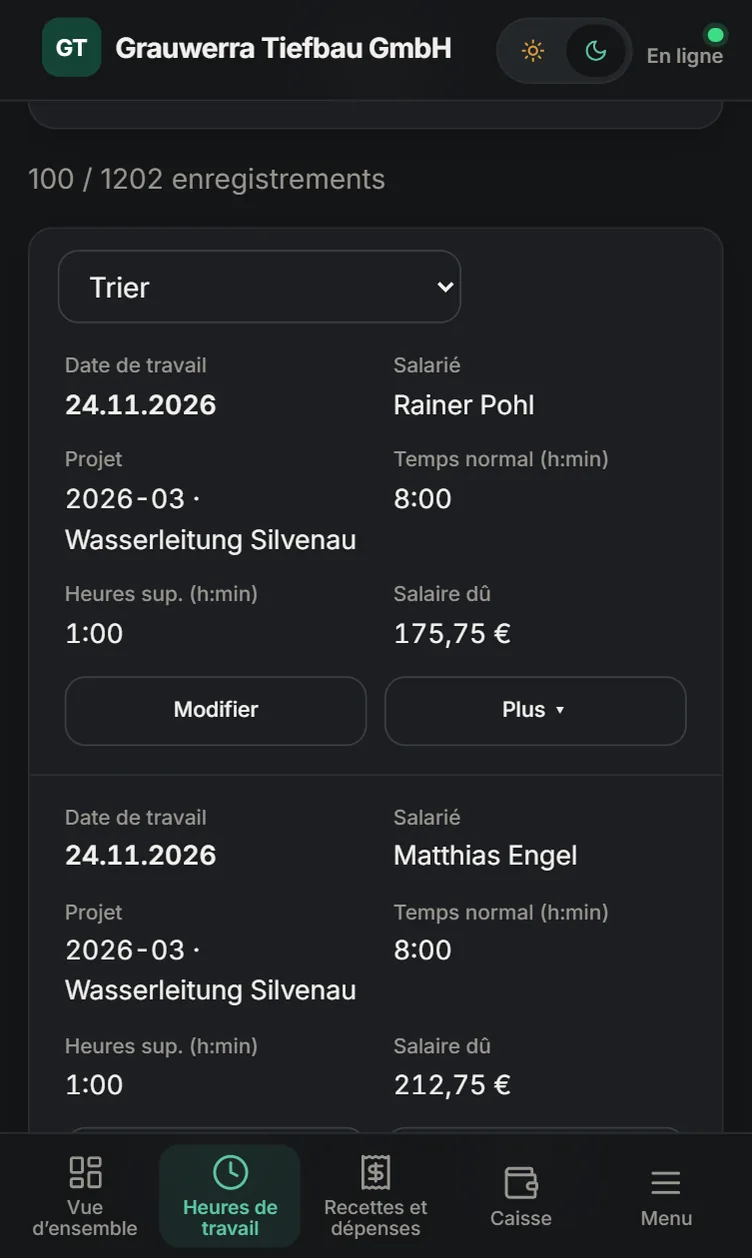 GT Grauwerra Tiefbau GmbH En ligne
100 / 1202 enregistrements
Trier
Date de travail Salarié
24.11.2026 Rainer Pohl
Projet Temps normal (h:min)
2026-03 · 8:00
Wasserleitung Silvenau
Heures sup. (h:min) Salaire dû
1:00 175,75 €
Modifier Plus ▾
Date de travail Salarié
24.11.2026 Matthias Engel
Projet Temps normal (h:min)
2026-03 · 8:00
Wasserleitung Silvenau
Heures sup. (h:min) Salaire dû
1:00 212,75 €
Vue
d’ensemble
Heures de
travail
Recettes et
dépenses
Caisse
Menu